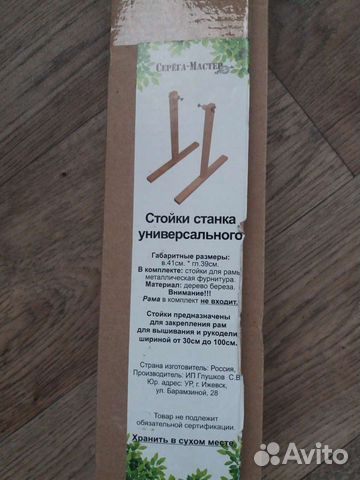 Серёга-Мастер
Стойки станка
универсального
Габаритные размеры:
в.41см. * гл.39см.
В комплекте: стойки для рамы
металлическая фурнитура.
Материал: дерево береза.
Внимание!!!
Рама в комплект не входит.
Стойки предназначены
для закрепления рам
для вышивания и рукодели
шириной от 30см до 100см.
Страна изготовитель: Россия,
Производитель: ИП Глушков С.В
Юр. адрес: УР, г. Ижевск,
ул. Барамзиной, 28
Товар не подлежит
обязательной сертификации.
Хранить в сухом месте
Avito